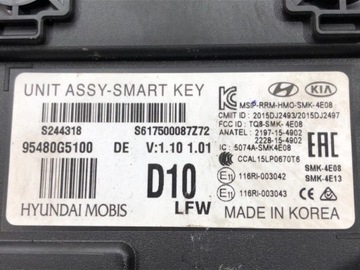 UNIT ASSY-SMART KEY
S244318 S617500087Z72
95480G5100 DE V:1.10 1.01
D10
LFW
HYUNDAI MOBIS
KIA
MSIP-RRM-HMO-SMK-4E08
CMIIT ID : 2015DJ2493/2015DJ2497
FCC ID : TQ8-SMK-4E08
ANATEL : 2197-15-4902
2228-15-4902
IC : 5074A-SMK4E08
CCAL15LP0670T6
EAC
E11 116RI-003042
E11 116RI-003043
SMK-4E08
SMK-4E13
MADE IN KOREA